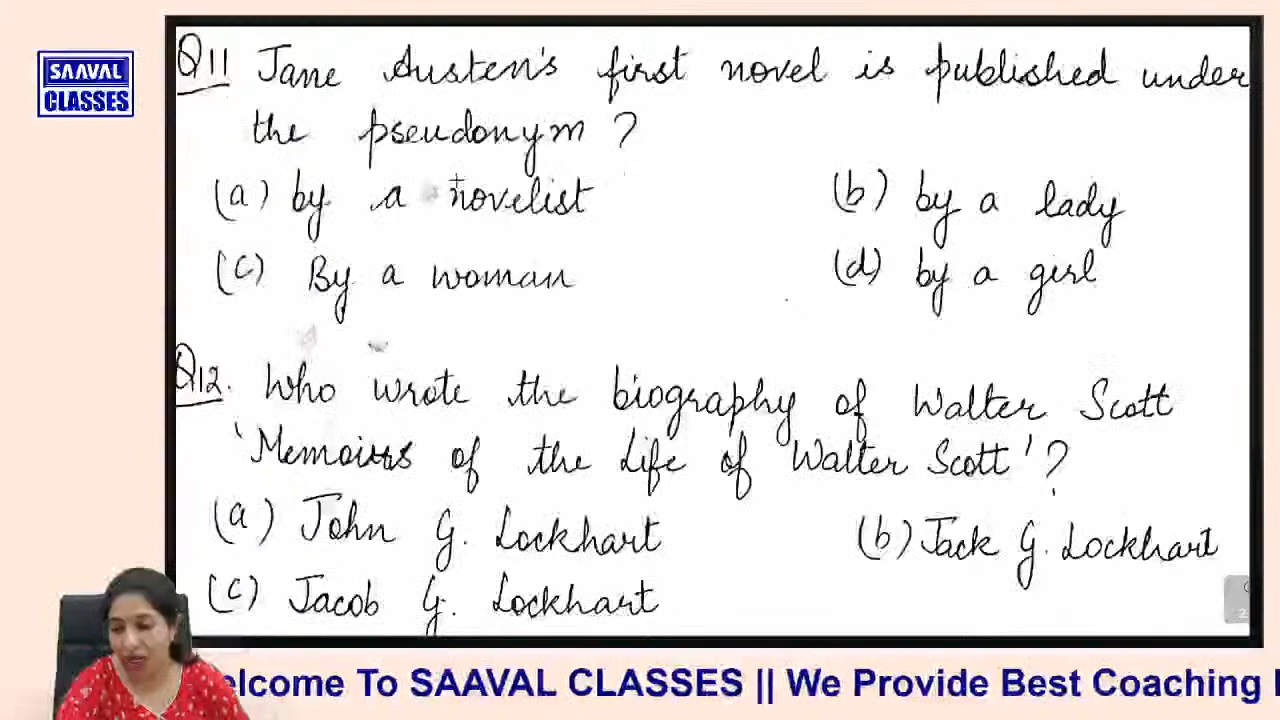 SAAVAL
CLASSES
Q11 Jane Austen's first novel is published under
the pseudonym ?
(a) by a novelist
(b) by a lady
(c) By a woman
(d) by a girl
Q12. Who wrote the biography of Walter Scott
'Memoirs of the Life of Walter Scott' ?
(a) John G. Lockhart
(b) Jack G. Lockhart
(c) Jacob G. Lockhart
elcome To SAAVAL CLASSES || We Provide Best Coaching